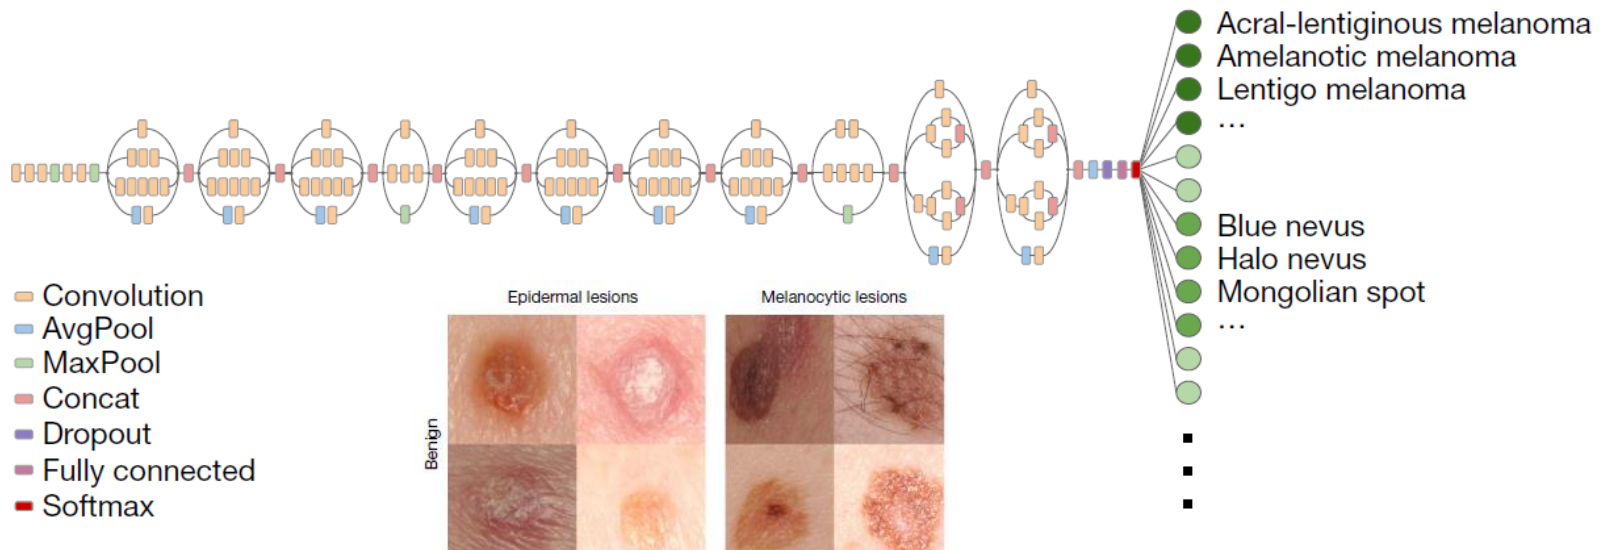 Acral-lentiginous melanoma
Amelanotic melanoma
Lentigo melanoma
...
Blue nevus
Halo nevus
Mongolian spot
...
Convolution
AvgPool
MaxPool
Concat
Dropout
Fully connected
Softmax
Epidermal lesions
Melanocytic lesions
Benign